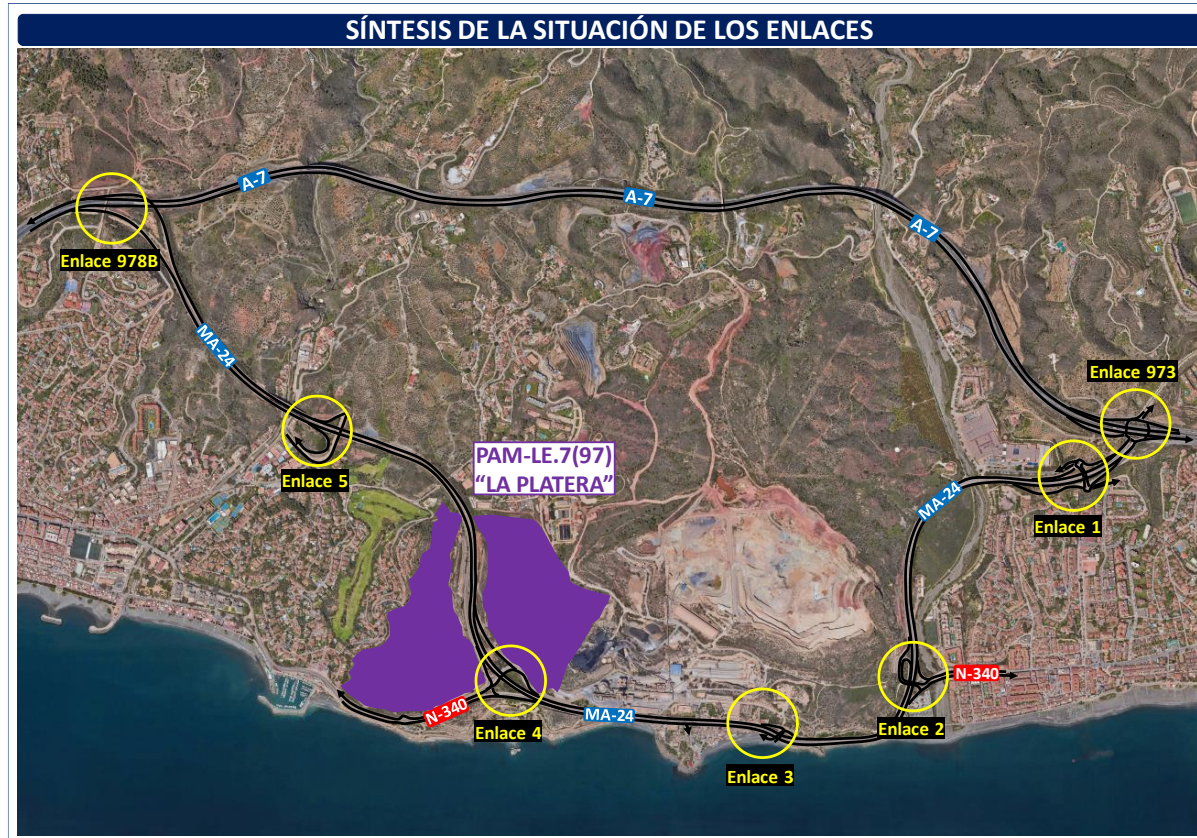 SÍNTESIS DE LA SITUACIÓN DE LOS ENLACES
A-7
A-7
A-7
Enlace 978B
MA-24
Enlace 973
Enlace 5
PAM-LE.7(97)
“LA PLATERA”
MA-24
Enlace 1
N-340
N-340
MA-24
Enlace 4
Enlace 2
Enlace 3